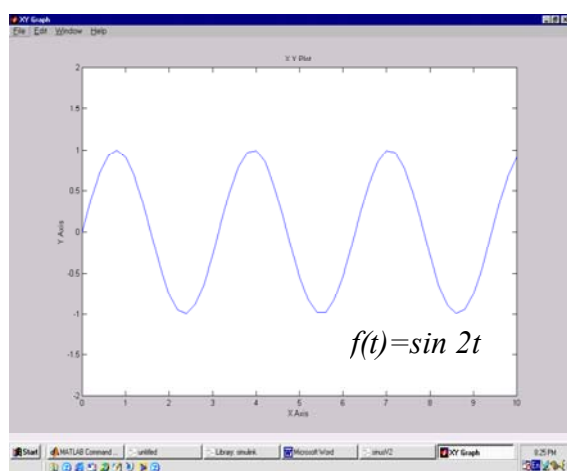 XY Graph
File Edit Window Help
X Y Plot
2
1.5
1
0.5
0
-0.5
-1
-1.5
-2
Y Axis
f(t)=sin 2t
0 1 2 3 4 5 6 7 8 9 10
X Axis
Start MATLAB Command ... untitled Library: simulink Microsoft Word sinusV2 XY Graph 8:25 PM
En